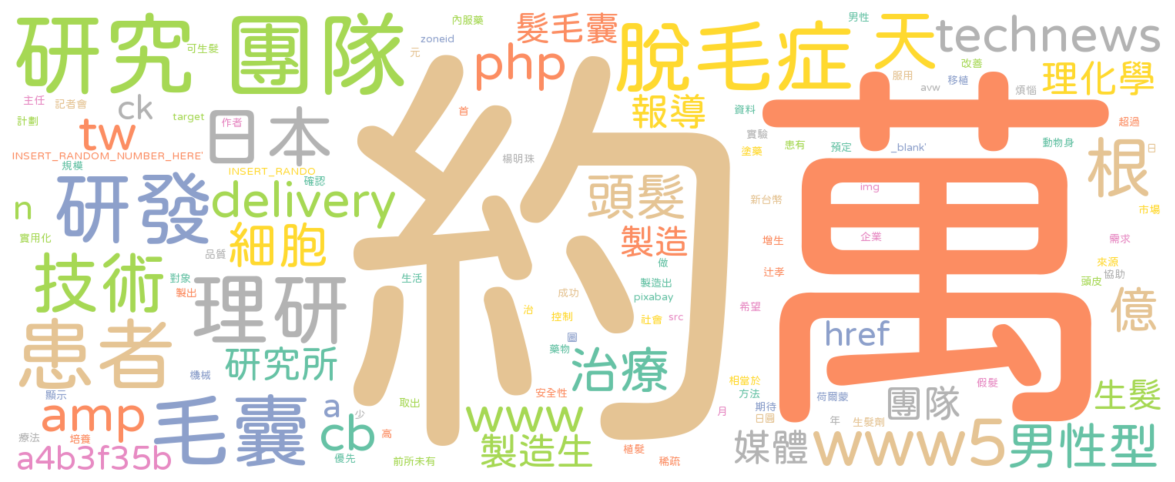 研究 團隊
約
萬
脫毛症
天
technews
髮毛囊
php
男性
內服藥
zoneid
元
可生髮
服用
avw
移植
改善
煩惱
理化學
主任
記者會
計劃
ck
target
作者
首
報導
資料
超過
tw
日本
實驗
INSERT_RANDOM_NUMBER_HERE'
規模
INSERT_RANDO
確認
楊明珠
塗藥
患有
預定
_blank'
動物身
日
根
研發
delivery
頭髮
img
新台幣
市場
n
細胞
製造
增生
企業
需求
實用化
品質
做
技術
對象
製出
生活
製造出
pixabay
辻孝
來源
協助
頭皮
理研
成功
治
控制
社會
src
希望
href
億
患者
研究所
圖
藥物
治療
機械
顯示
安全性
相當於
方法
假髮
生髮
amp
毛囊
a
少
取出
www
月
期待
日圓
荷爾蒙
團隊
年
生髮劑
療法
培養
cb
高
優先
前所未有
製造生
植髮
稀疏
媒體
www5
男性型
a4b3f35b